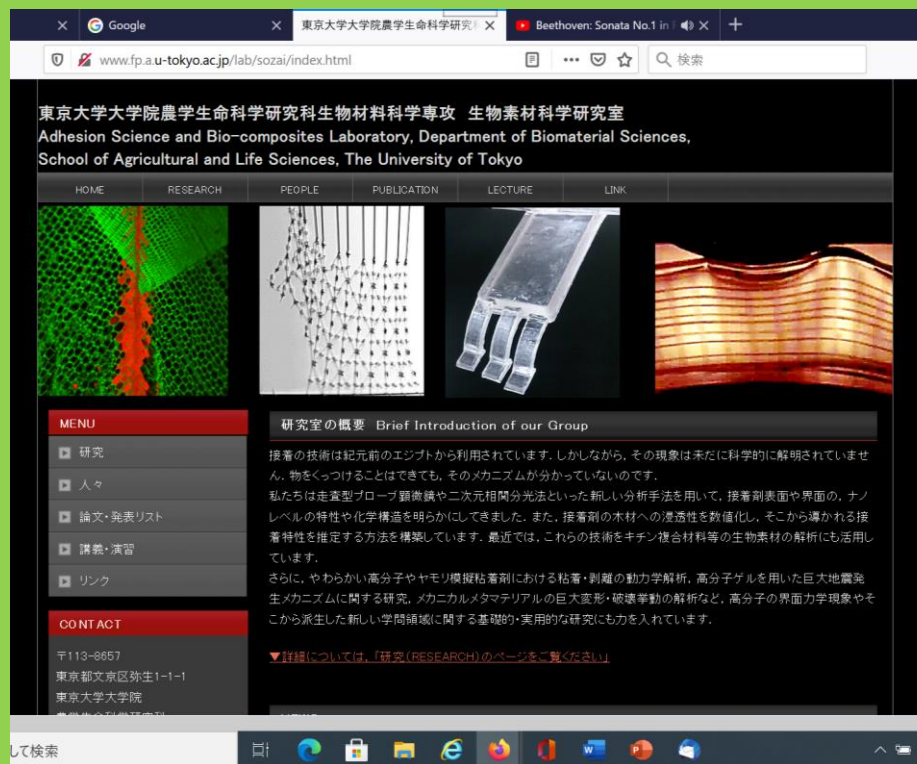 Google
東京大学大学院農学生命科学研究
Beethoven: Sonata No.1 in
www.fp.a.u-tokyo.ac.jp/lab/sozai/index.html
検索
東京大学大学院農学生命科学研究科生物材料科学専攻 生物素材科学研究室
Adhesion Science and Bio-composites Laboratory, Department of Biomaterial Sciences,
School of Agricultural and Life Sciences, The University of Tokyo
HOME RESEARCH PEOPLE PUBLICATION LECTURE LINK
MENU
研究
人々
論文・発表リスト
講義・演習
リンク
CONTACT
〒113-8657
東京都文京区弥生1-1-1
東京大学大学院
農学生命科学研究科
研究室の概要 Brief Introduction of our Group
接着の技術は紀元前のエジプトから利用されています. しかしながら, その現象は未だに科学的に解明されていませ
ん. 物をくっつけることはできても, そのメカニズムが分かっていないのです.
私たちは走査型プローブ顕微鏡や二次元相関分光法といった新しい分析手法を用いて, 接着剤表面や界面の, ナノ
レベルの特性や化学構造を明らかにしてきました. また, 接着剤の木材への浸透性を数値化し, そこから導かれる接
着特性を推定する方法を構築しています. 最近では, これらの技術をキチン複合材料等の生物素材の解析にも活用し
ています.
さらに, やわらかい高分子やヤモリ模擬粘着剤における粘着・剥離の動力学解析, 高分子ゲルを用いた巨大地震発
生メカニズムに関する研究, メカニカルメタマテリアルの巨大変形・破壊挙動の解析など, 高分子の界面力学現象やそ
こから派生した新しい学問領域に関する基礎的・実用的な研究にも力を入れています.
▼詳細については, 「研究(RESEARCH)のページをご覧ください」
して検索